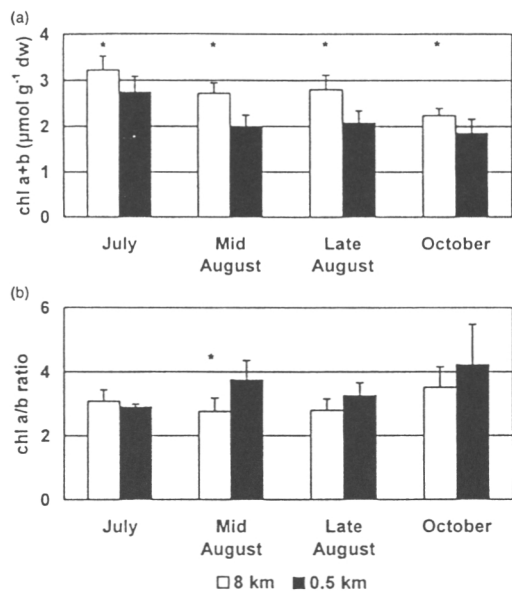 (a)
* * * *
4
3
2
1
0
chl a+b (µmol g⁻¹ dw)
July Mid August Late August October
(b)
*
6
4
2
0
chl a/b ratio
July Mid August Late August October
8 km 0.5 km